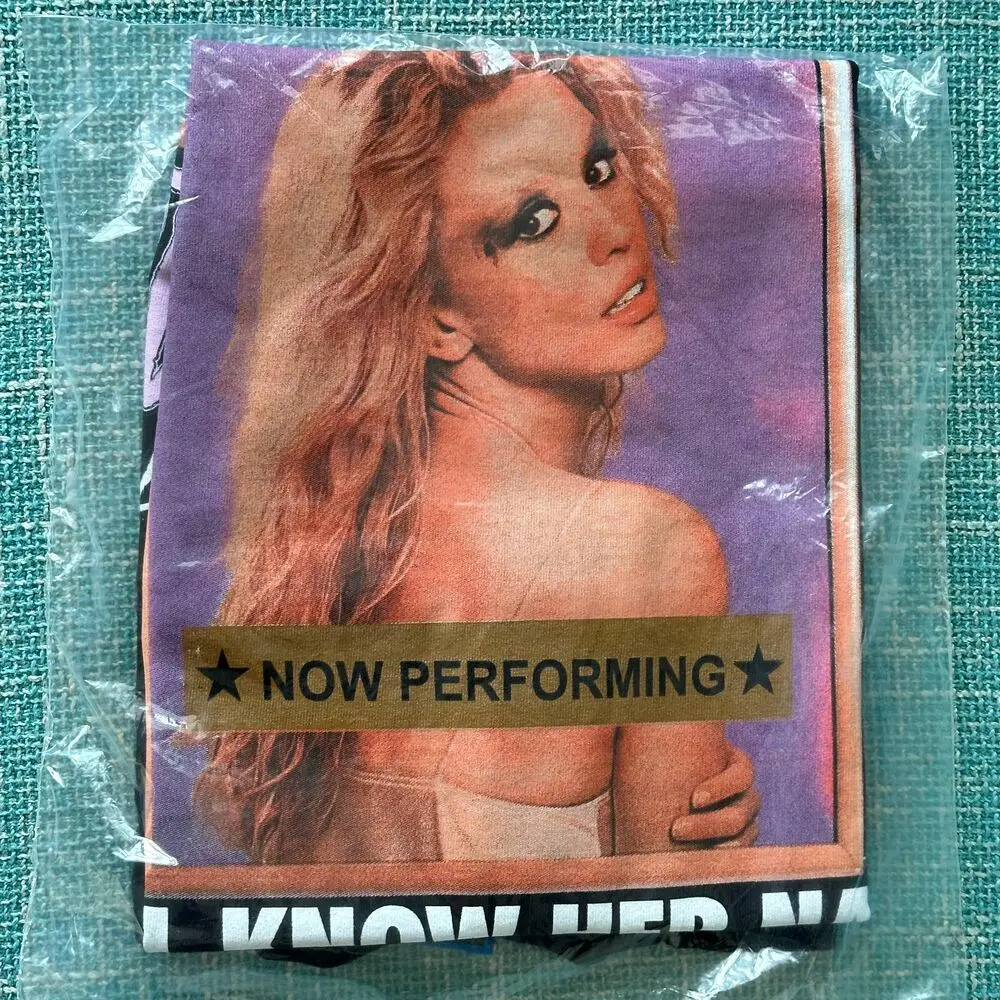 ★ NOW PERFORMING ★
I KNOW HER